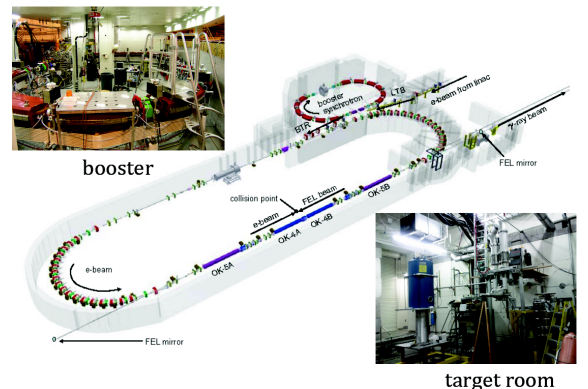 booster
booster
synchrotron
LTB
e-beam from linac
BTR
γ-ray beam
FEL mirror
collision point
e-beam
FEL beam
OK-5B
OK-4B
OK-4A
OK-5A
e-beam
FEL mirror
target room